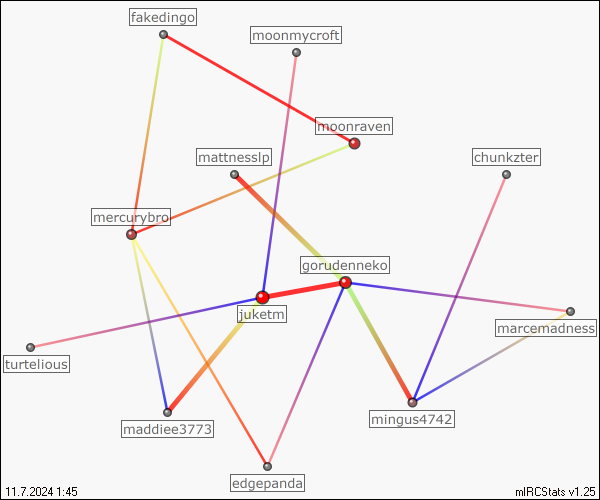 fakedingo
moonmycroft
moonraven
mattnesslp
chunkzter
mercurybro
gorudenneko
juketm
marcemadness
turtelious
mingus4742
maddiee3773
edgepanda
11.7.2024 1:45
mIRCStats v1.25